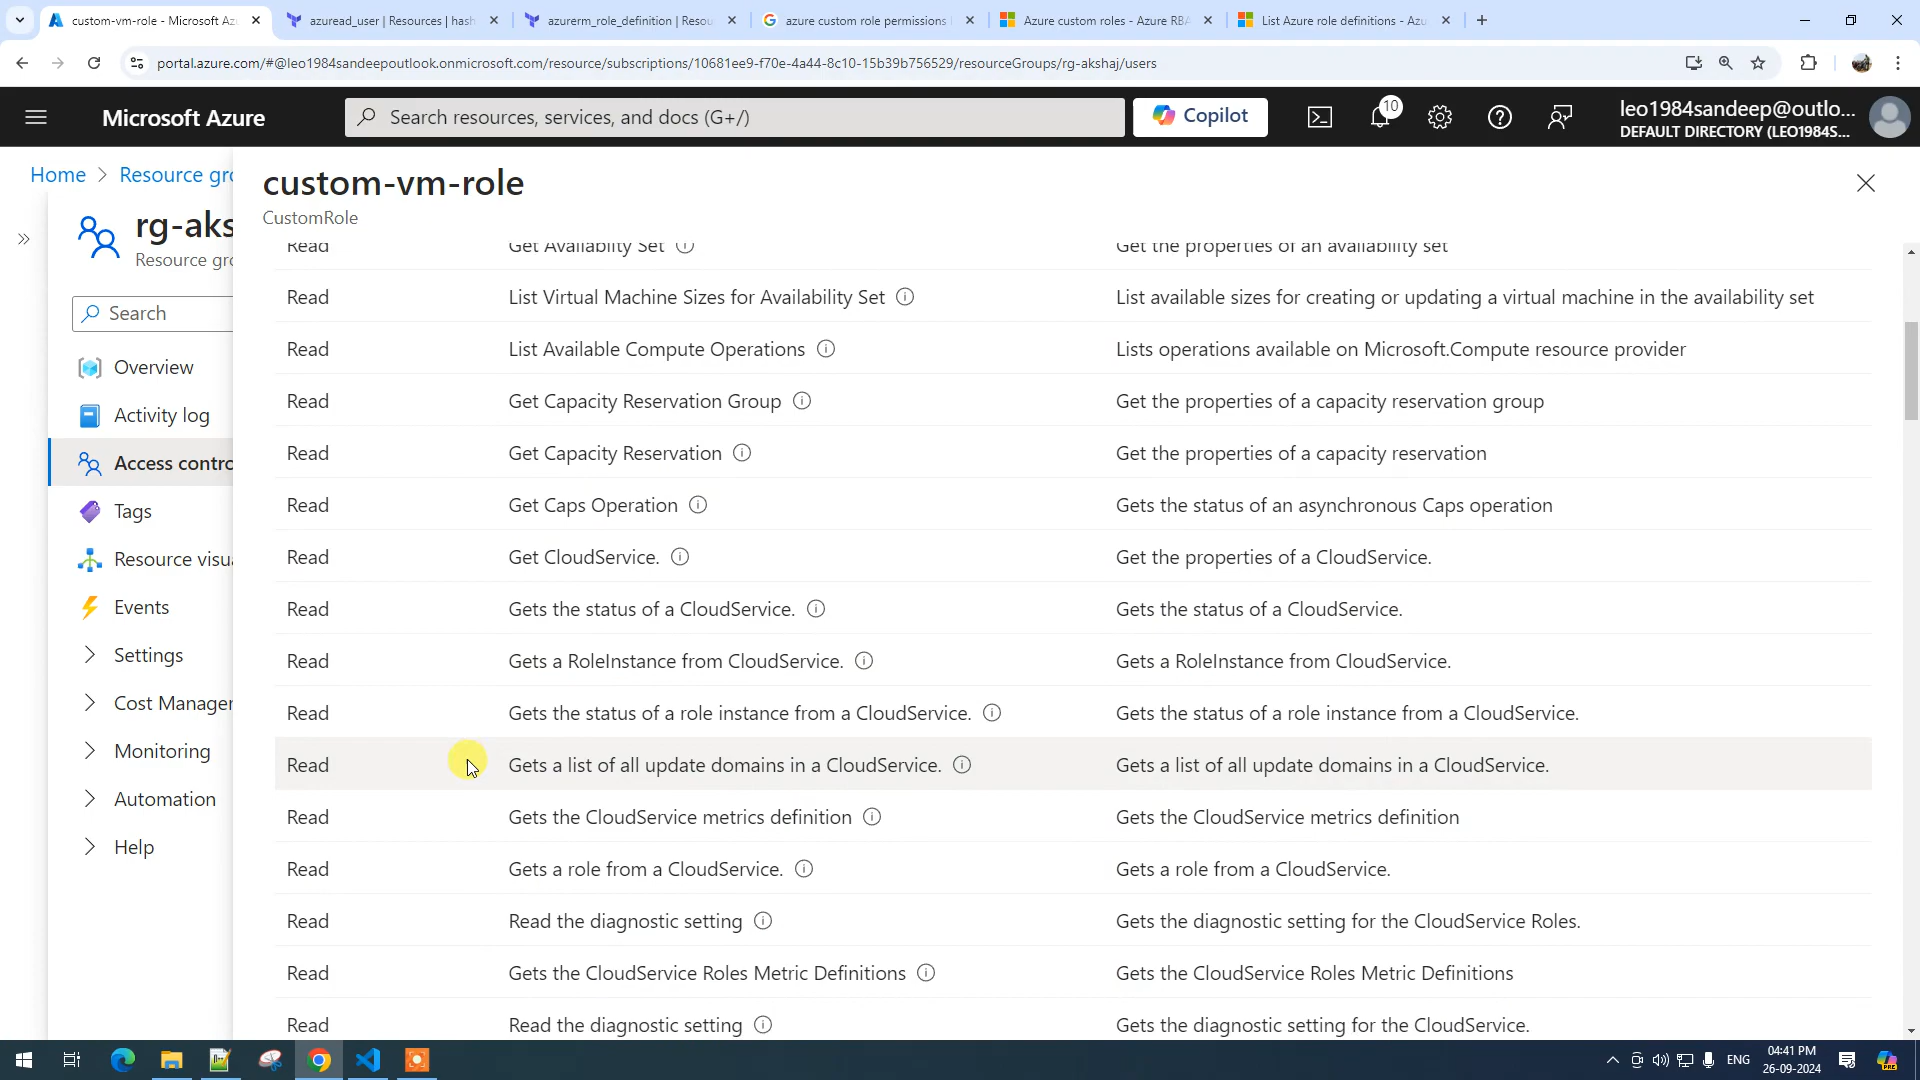 custom-vm-role - Microsoft Az
azuread_user | Resources | hash
azurerm_role_definition | Resou
azure custom role permissions
Azure custom roles - Azure RBA
List Azure role definitions - Azu
portal.azure.com/#@leo1984sandeepoutlook.onmicrosoft.com/resource/subscriptions/10681ee9-f70e-4a44-8c10-15b39b756529/resourceGroups/rg-akshaj/users
Microsoft Azure
Search resources, services, and docs (G+/)
Copilot
10
leo1984sandeep@outlo...
DEFAULT DIRECTORY (LEO1984S...
Home > Resource gro
rg-aks
Resource gro
Search
Overview
Activity log
Access contro
Tags
Resource visua
Events
Settings
Cost Manager
Monitoring
Automation
Help
custom-vm-role
CustomRole
Read Get Availability Set Get the properties of an availability set
Read List Virtual Machine Sizes for Availability Set List available sizes for creating or updating a virtual machine in the availability set
Read List Available Compute Operations Lists operations available on Microsoft.Compute resource provider
Read Get Capacity Reservation Group Get the properties of a capacity reservation group
Read Get Capacity Reservation Get the properties of a capacity reservation
Read Get Caps Operation Gets the status of an asynchronous Caps operation
Read Get CloudService. Get the properties of a CloudService.
Read Gets the status of a CloudService. Gets the status of a CloudService.
Read Gets a RoleInstance from CloudService. Gets a RoleInstance from CloudService.
Read Gets the status of a role instance from a CloudService. Gets the status of a role instance from a CloudService.
Read Gets a list of all update domains in a CloudService. Gets a list of all update domains in a CloudService.
Read Gets the CloudService metrics definition Gets the CloudService metrics definition
Read Gets a role from a CloudService. Gets a role from a CloudService.
Read Read the diagnostic setting Gets the diagnostic setting for the CloudService Roles.
Read Gets the CloudService Roles Metric Definitions Gets the CloudService Roles Metric Definitions
Read Read the diagnostic setting Gets the diagnostic setting for the CloudService.
ENG
04:41 PM
26-09-2024